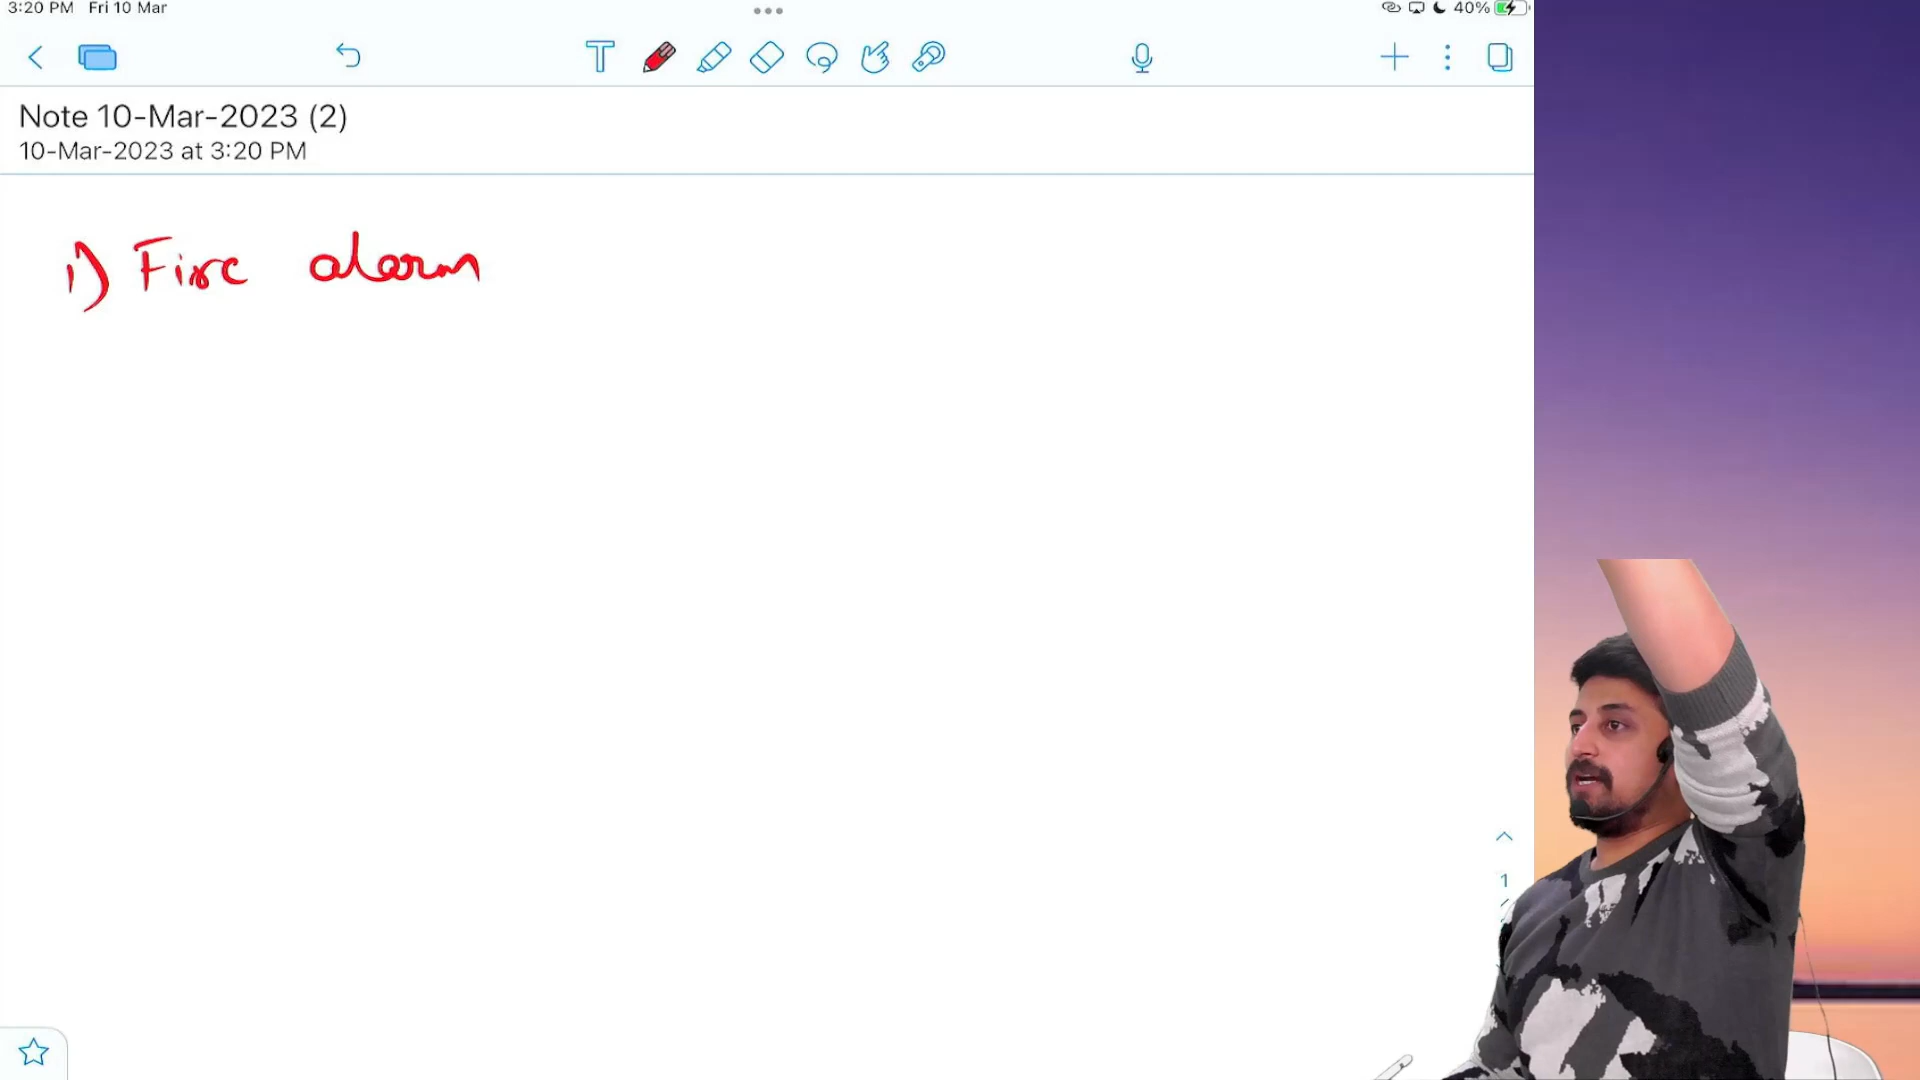 3:20 PM Fri 10 Mar
40%
T
Note 10-Mar-2023 (2)
10-Mar-2023 at 3:20 PM
1) Fire alarm
1